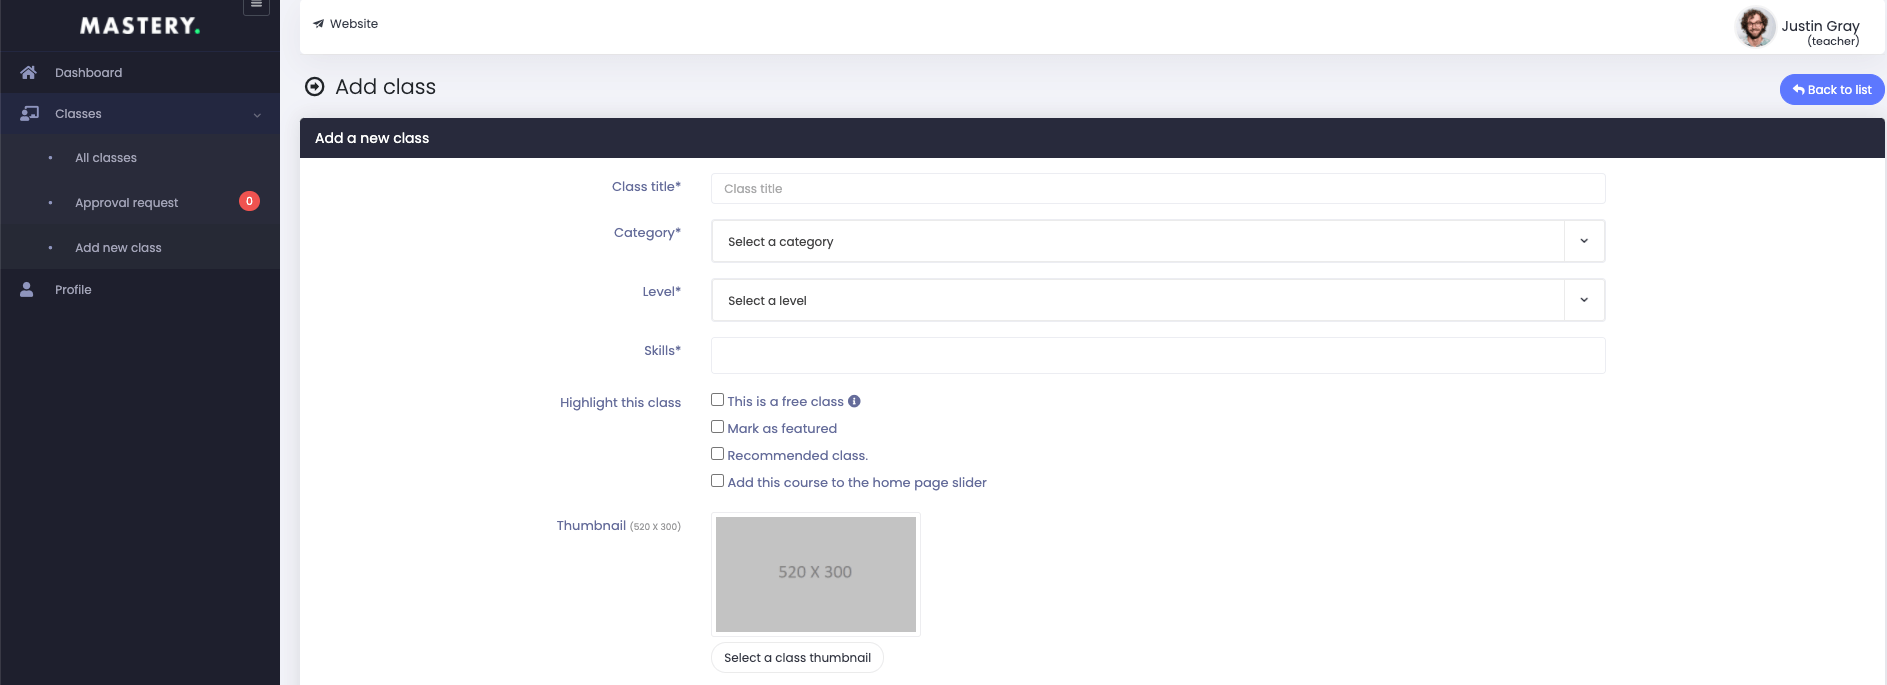 MASTERY.
Website
Justin Gray
(teacher)
Dashboard
Classes
All classes
Approval request 0
Add new class
Profile
Add class
Back to list
Add a new class
Class title* Class title
Category* Select a category
Level* Select a level
Skills*
Highlight this class This is a free class
Mark as featured
Recommended class.
Add this course to the home page slider
Thumbnail (520 X 300) 520 X 300
Select a class thumbnail